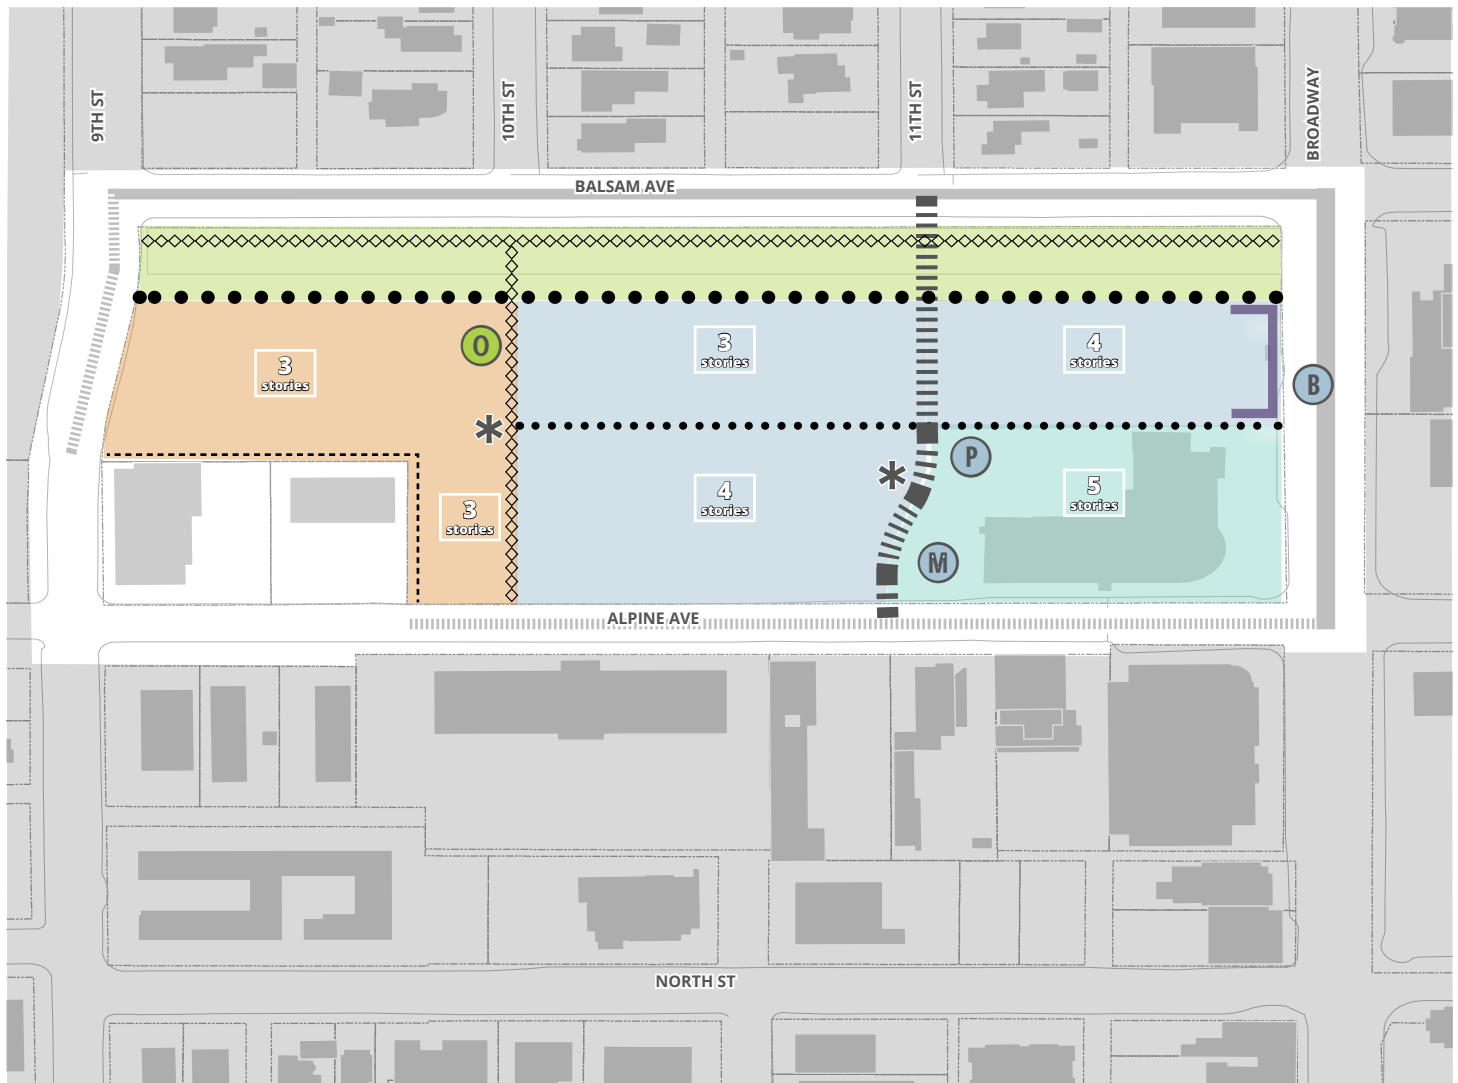 9TH ST
10TH ST
11TH ST
BROADWAY
BALSAM AVE
3
stories
O
3
stories
4
stories
B
*
3
stories
4
stories
*
P
5
stories
M
ALPINE AVE
NORTH ST